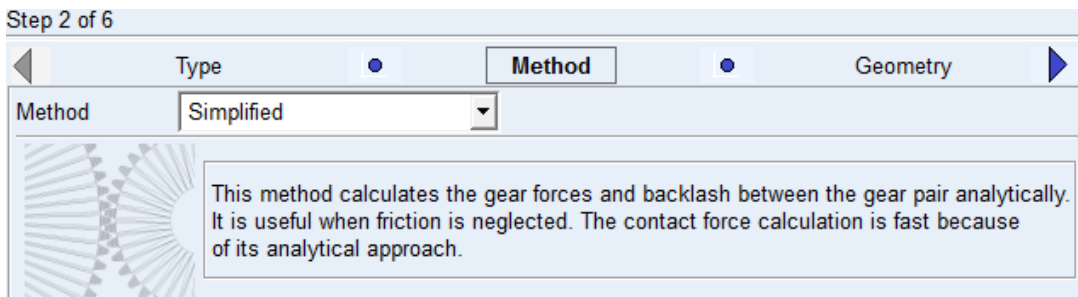 Step 2 of 6
Type Method Geometry
Method Simplified
This method calculates the gear forces and backlash between the gear pair analytically.
It is useful when friction is neglected. The contact force calculation is fast because
of its analytical approach.